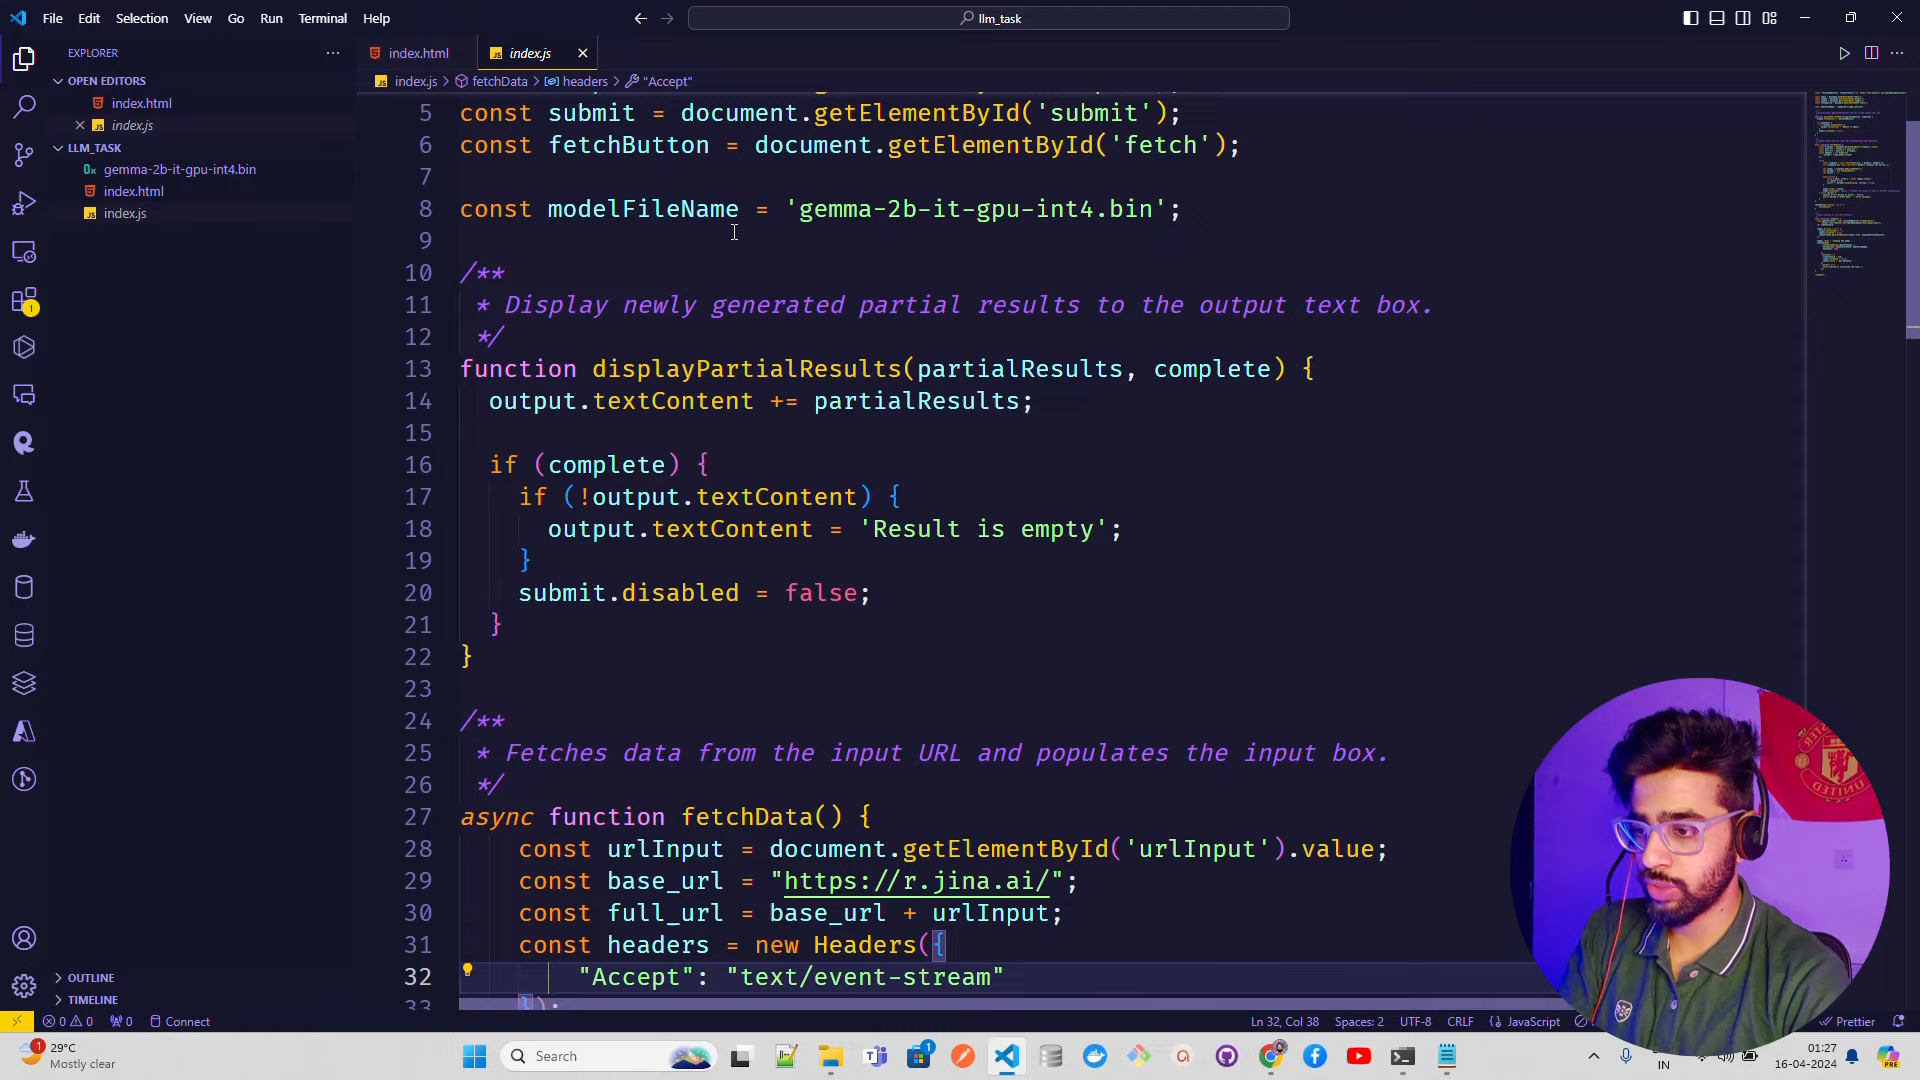 File Edit Selection View Go Run Terminal Help
llm_task
EXPLORER
index.html
index.js
OPEN EDITORS
index.html
index.js
LLM_TASK
gemma-2b-it-gpu-int4.bin
index.html
index.js
index.js > fetchData > headers > "Accept"
5 const submit = document.getElementById('submit');
6 const fetchButton = document.getElementById('fetch');
7
8 const modelFileName = 'gemma-2b-it-gpu-int4.bin';
9
10 /**
11 * Display newly generated partial results to the output text box.
12 */
13 function displayPartialResults(partialResults, complete) {
14 output.textContent += partialResults;
15
16 if (complete) {
17 if (!output.textContent) {
18 output.textContent = 'Result is empty';
19 }
20 submit.disabled = false;
21 }
22 }
23
24 /**
25 * Fetches data from the input URL and populates the input box.
26 */
27 async function fetchData() {
28 const urlInput = document.getElementById('urlInput').value;
29 const base_url = "https://r.jina.ai/";
30 const full_url = base_url + urlInput;
31 const headers = new Headers({
32 "Accept": "text/event-stream"
33 });
OUTLINE
TIMELINE
0 0 0 Connect
Ln 32, Col 38 Spaces: 2 UTF-8 CRLF {} JavaScript Prettier
1
29°C
Mostly clear
Search
1
IN
01:27
16-04-2024
PRE
UNITED